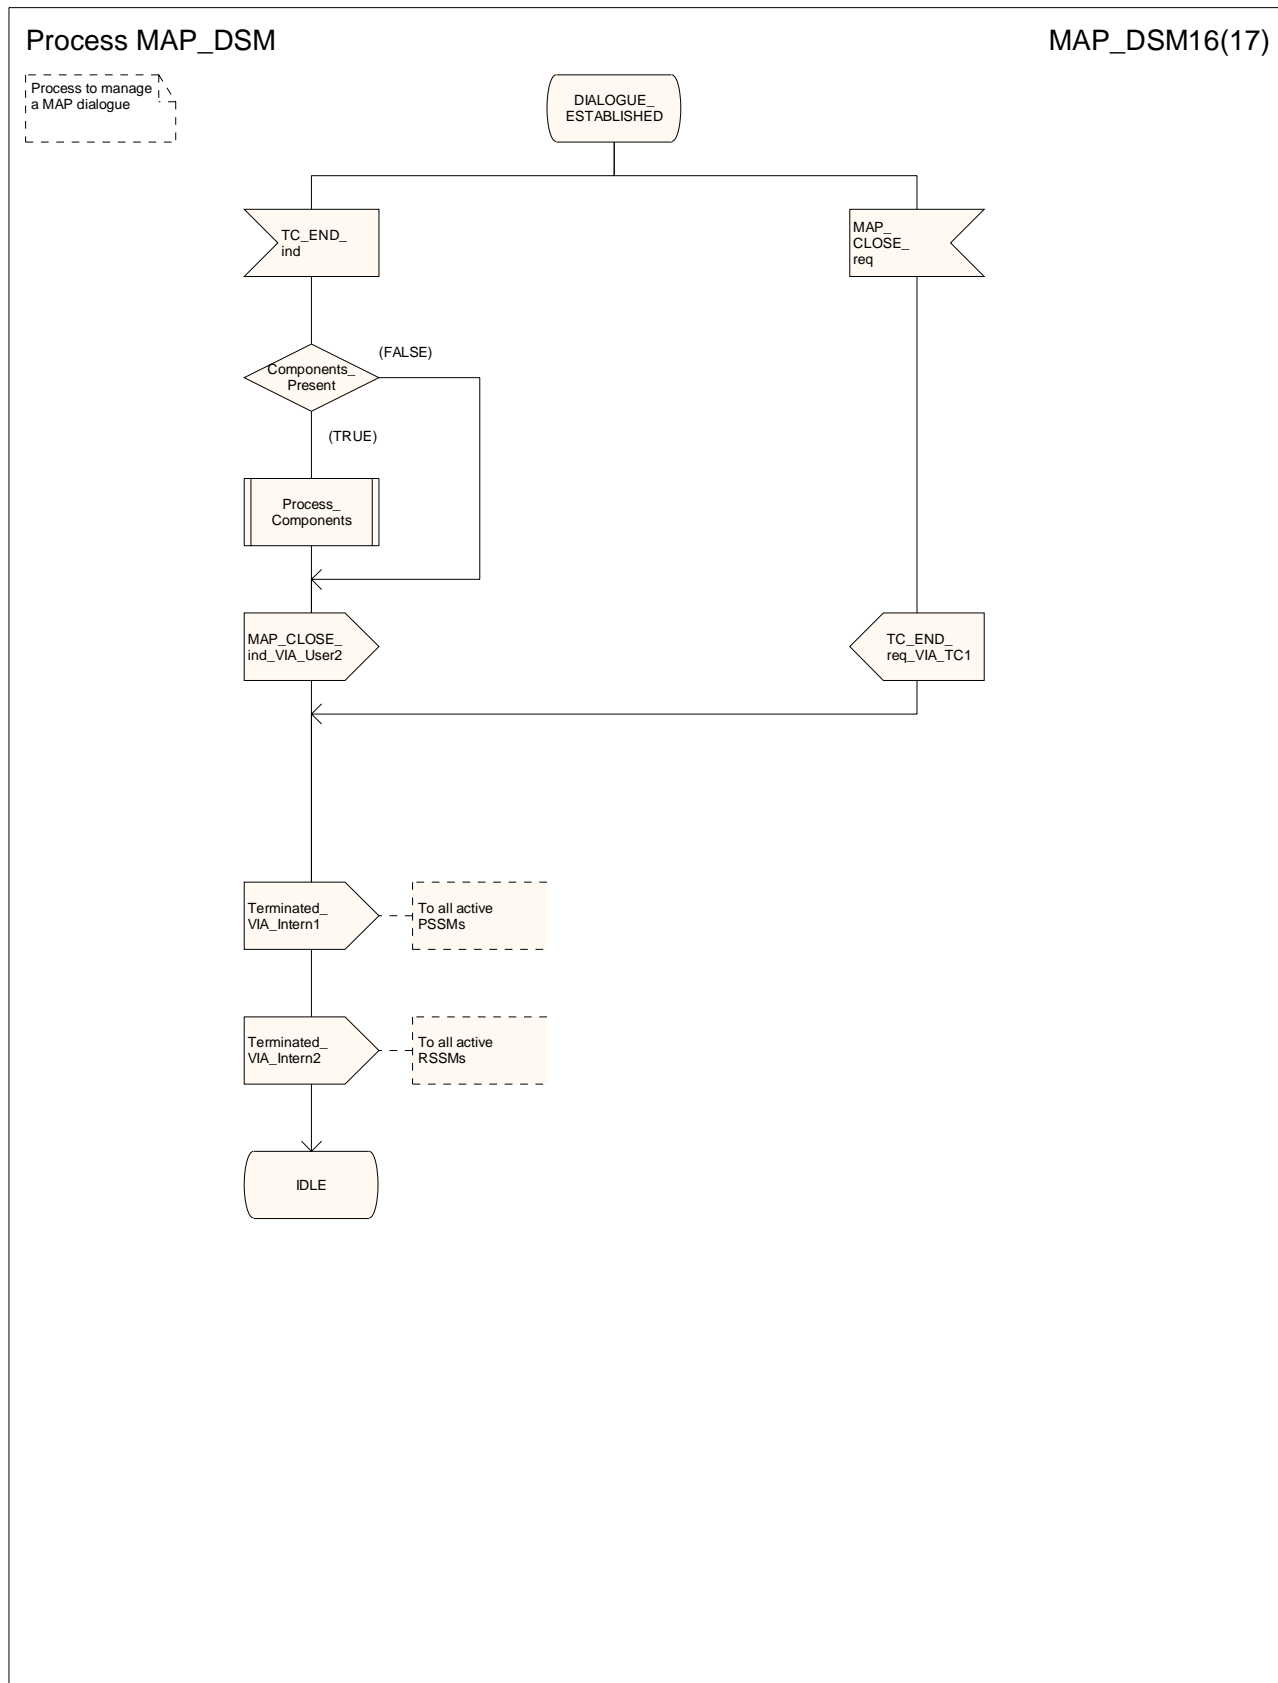 Process MAP_DSM
MAP_DSM16(17)
Process to manage
a MAP dialogue
DIALOGUE_
ESTABLISHED
TC_END_
ind
MAP_
CLOSE_
req
Components_
Present
(FALSE)
(TRUE)
Process_
Components
MAP_CLOSE_
ind_VIA_User2
TC_END_
req_VIA_TC1
Terminated_
VIA_Intern1
To all active
PSSMs
Terminated_
VIA_Intern2
To all active
RSSMs
IDLE